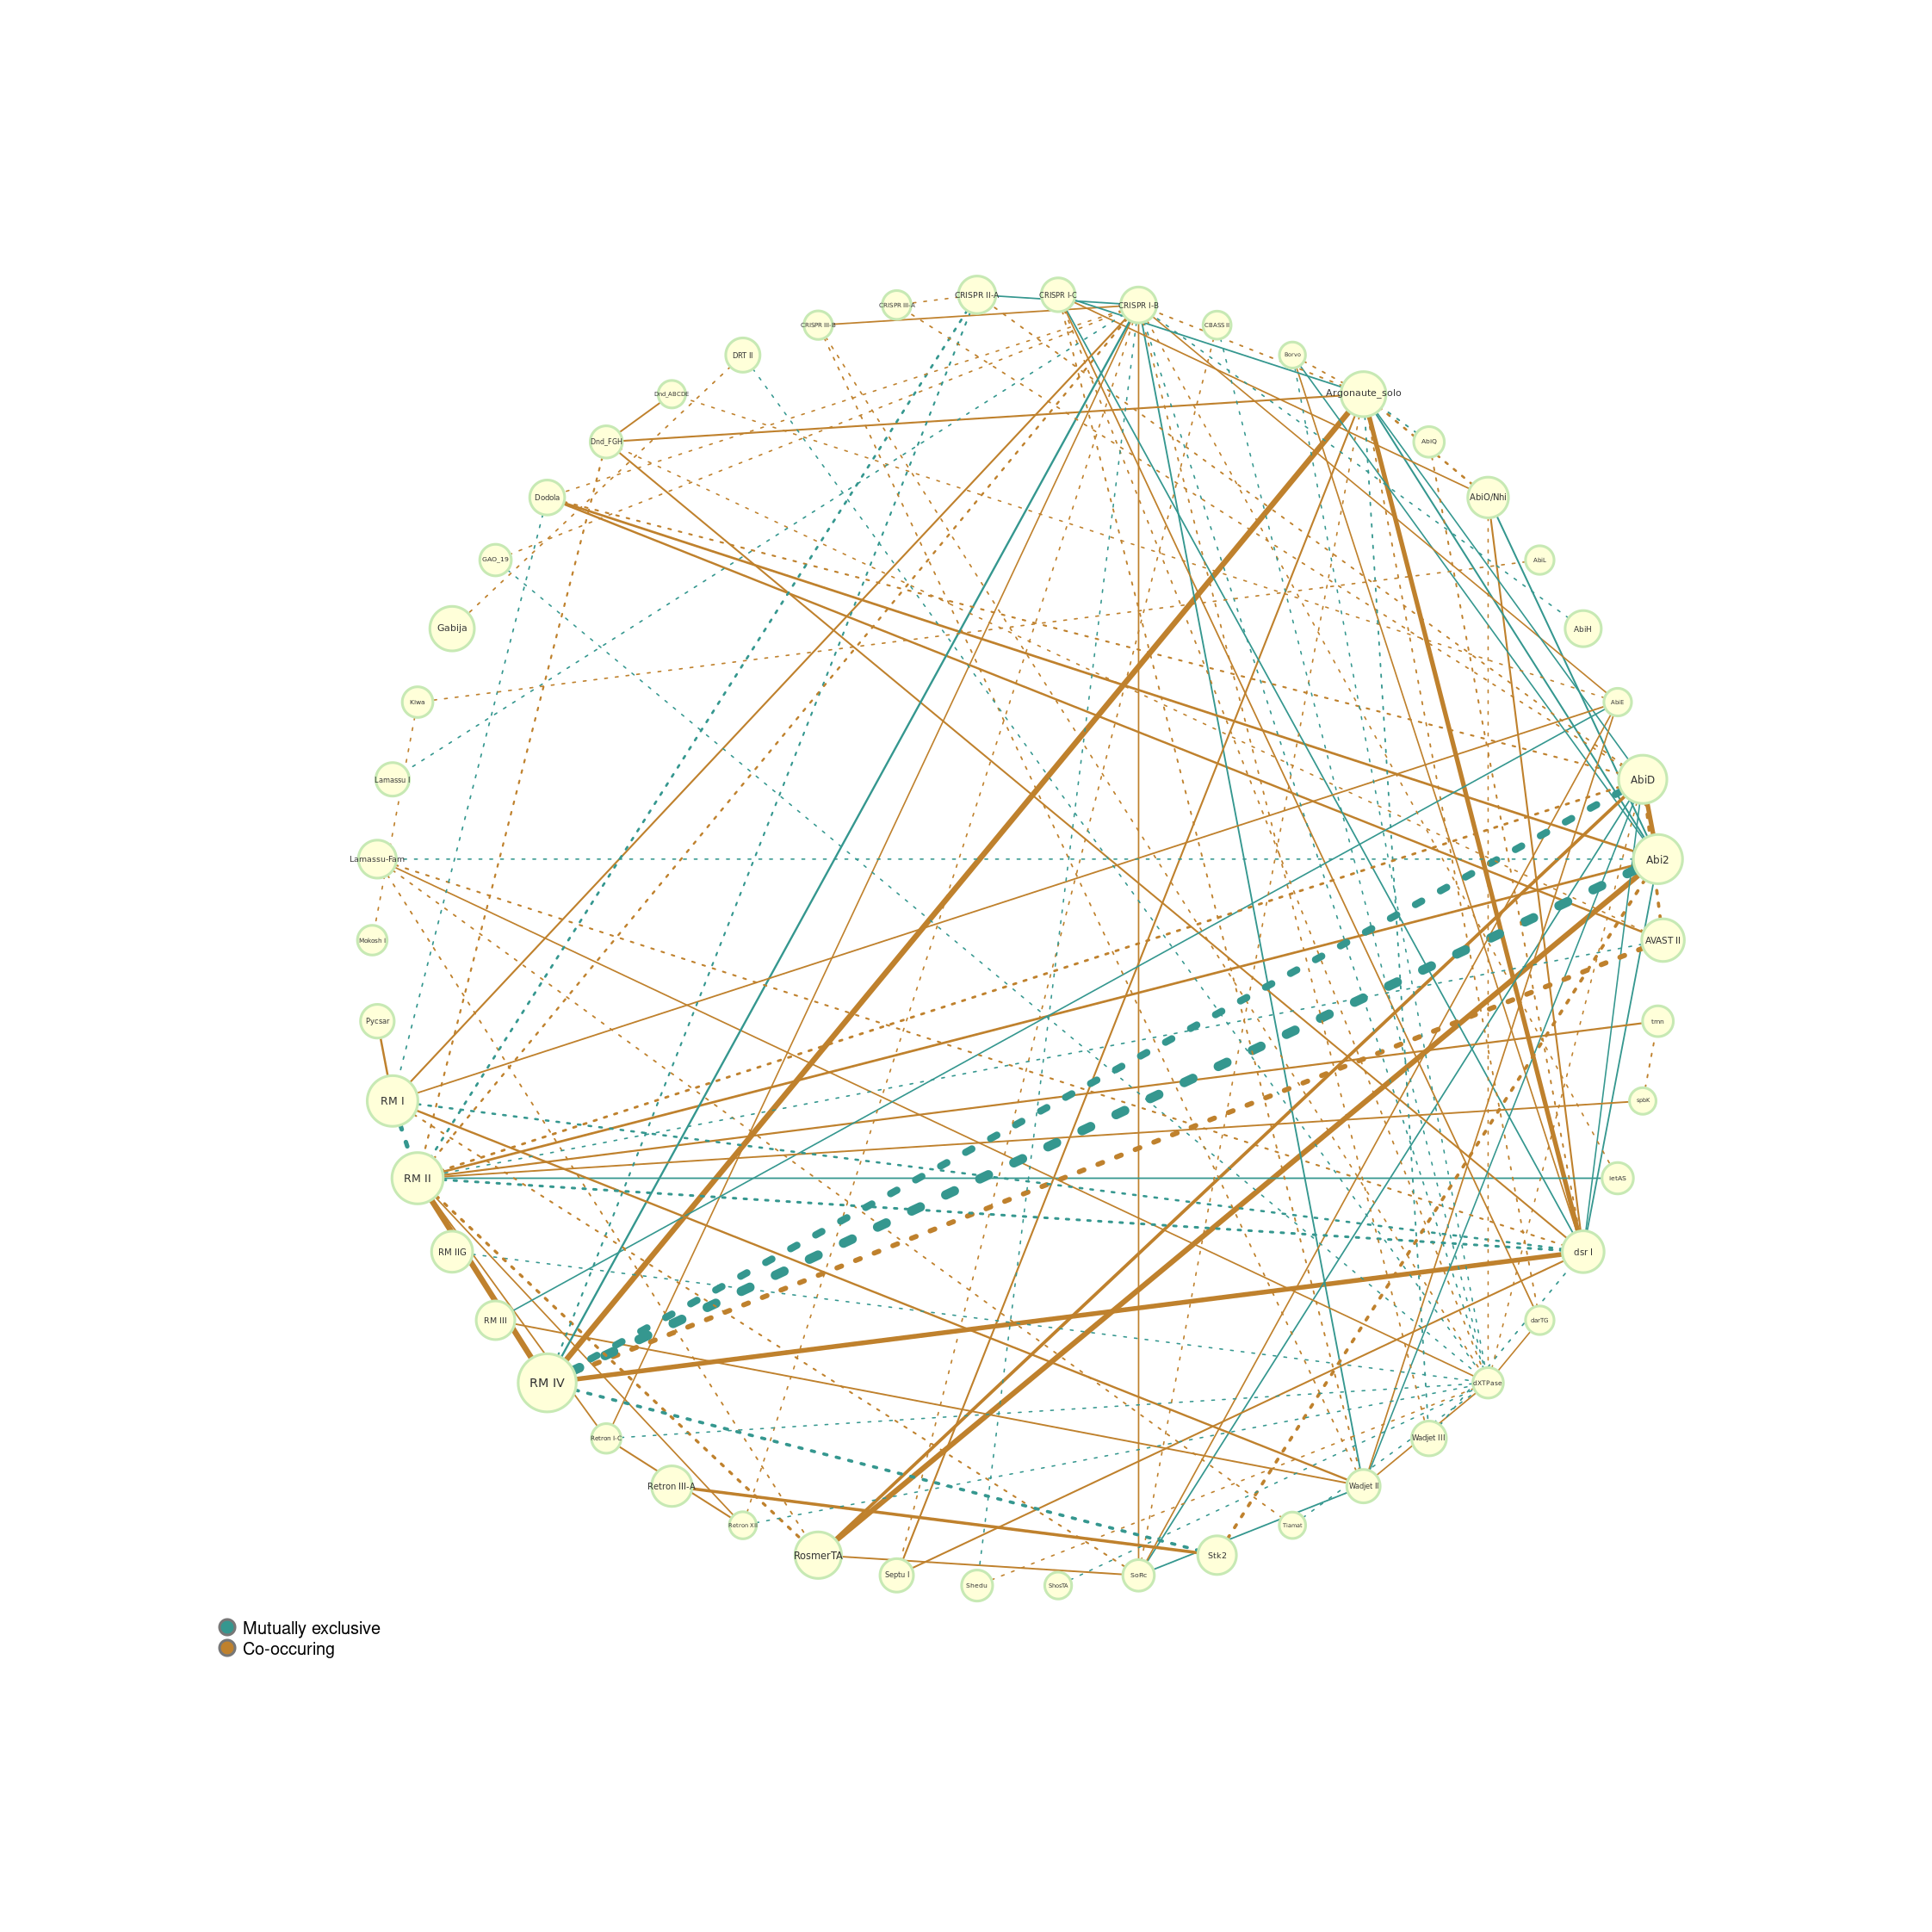 CRISPR II-A
CRISPR I-C
CRISPR I-B
CRISPR III-A
CRISPR III-B
CBASS II
DRT II
Borvo
Dnd_ABCDE
Argonaute_solo
Dnd_FGH
AbiQ
Dodola
AbiO/Nhi
GAO_19
AbiL
Gabija
AbiH
Kiwa
AbiE
Lamassu I
AbiD
Lamassu-Fam
Abi2
Mokosh I
AVAST II
Pycsar
tmn
RM I
spbK
RM II
ietAS
RM IIG
dsr I
RM III
darTG
RM IV
dXTPase
Retron I-C
Wadjet III
Retron III-A
Wadjet II
Retron XII
Tiamat
RosmerTA
Stk2
Septu I
SoFic
Shedu
ShosTA
Mutually exclusive
Co-occuring